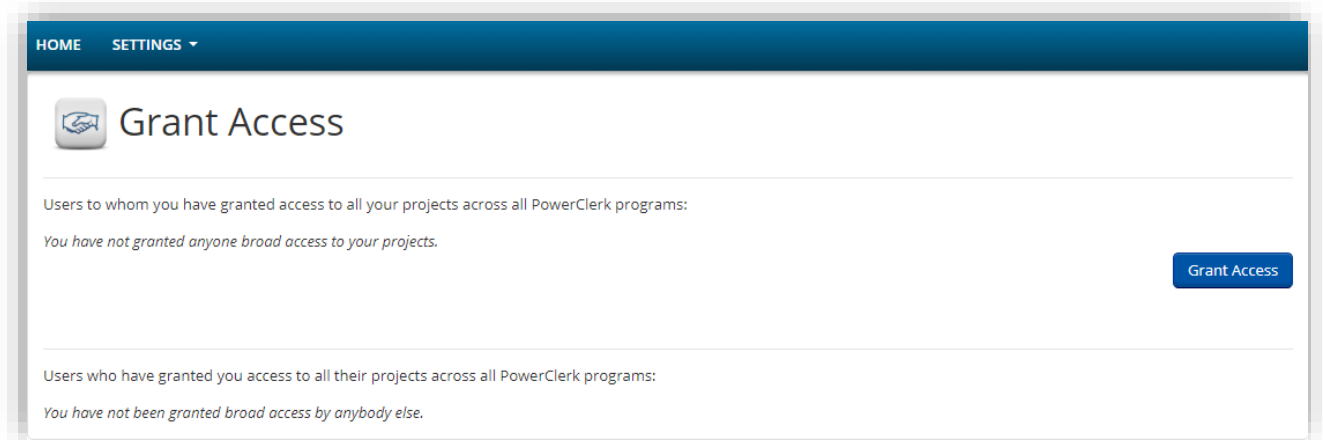 HOME SETTINGS
Grant Access
Users to whom you have granted access to all your projects across all PowerClerk programs:
You have not granted anyone broad access to your projects.
Grant Access
Users who have granted you access to all their projects across all PowerClerk programs:
You have not been granted broad access by anybody else.